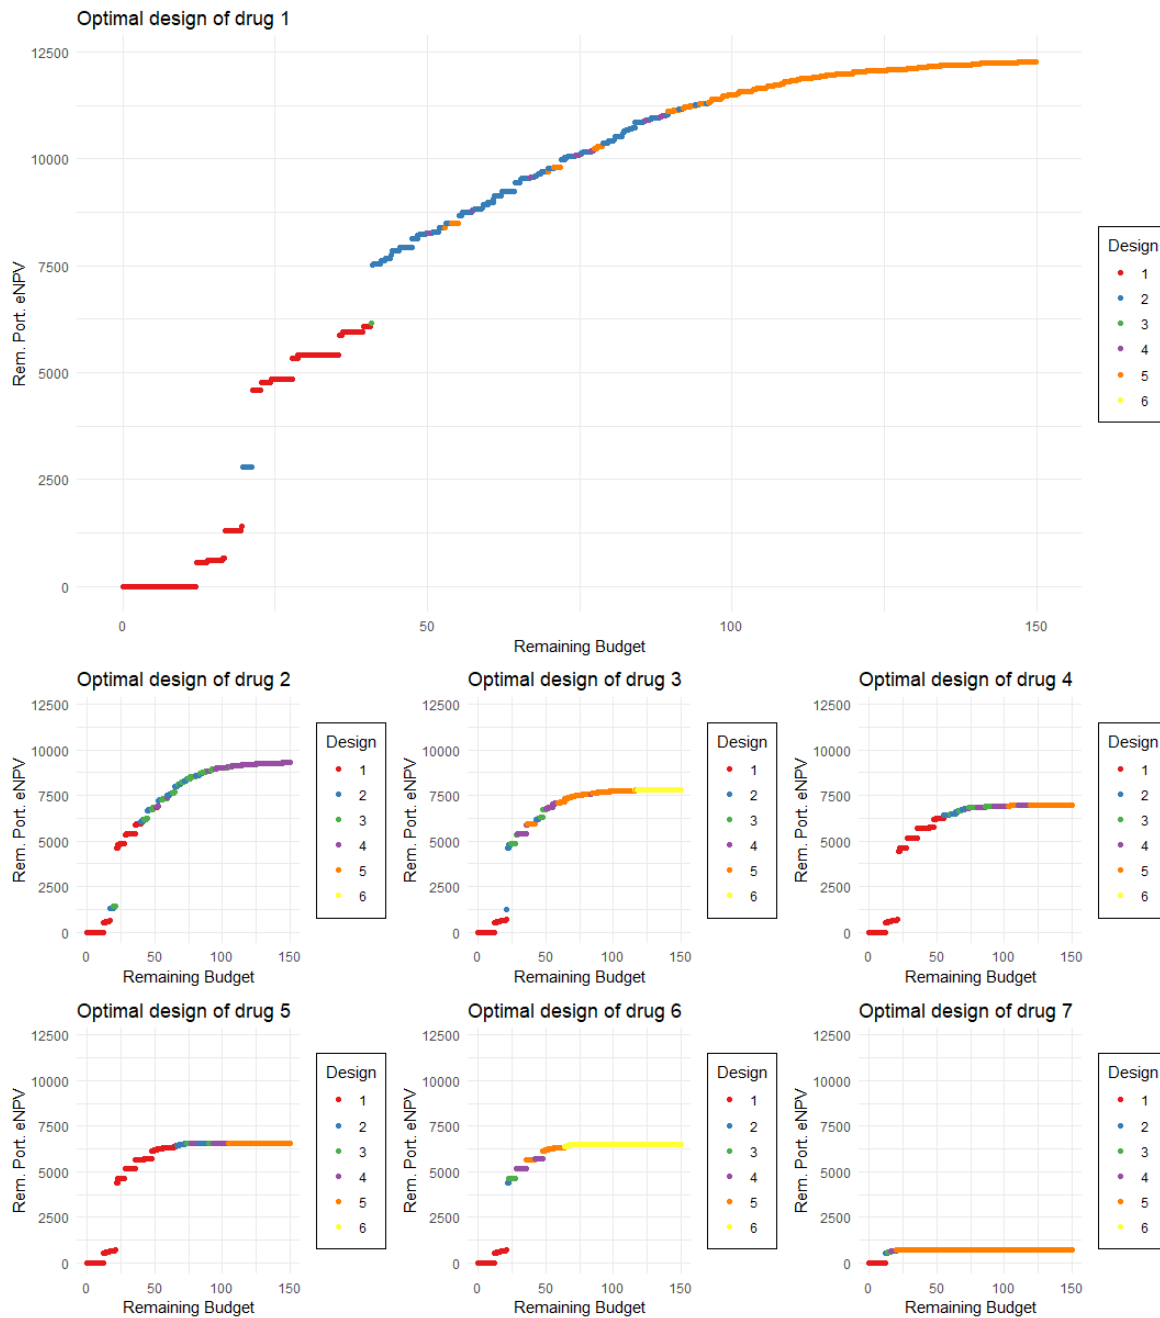 Optimal design of drug 1
12500
10000
7500
5000
2500
0
Rem. Port. eNPV
0 50 100 150
Remaining Budget
Design
1
2
3
4
5
6
Optimal design of drug 2
12500
10000
7500
5000
2500
0
Rem. Port. eNPV
0 50 100 150
Remaining Budget
Design
1
2
3
4
5
6
Optimal design of drug 3
12500
10000
7500
5000
2500
0
Rem. Port. eNPV
0 50 100 150
Remaining Budget
Design
1
2
3
4
5
6
Optimal design of drug 4
12500
10000
7500
5000
2500
0
Rem. Port. eNPV
0 50 100 150
Remaining Budget
Design
1
2
3
4
5
6
Optimal design of drug 5
12500
10000
7500
5000
2500
0
Rem. Port. eNPV
0 50 100 150
Remaining Budget
Design
1
2
3
4
5
6
Optimal design of drug 6
12500
10000
7500
5000
2500
0
Rem. Port. eNPV
0 50 100 150
Remaining Budget
Design
1
2
3
4
5
6
Optimal design of drug 7
12500
10000
7500
5000
2500
0
Rem. Port. eNPV
0 50 100 150
Remaining Budget
Design
1
2
3
4
5
6